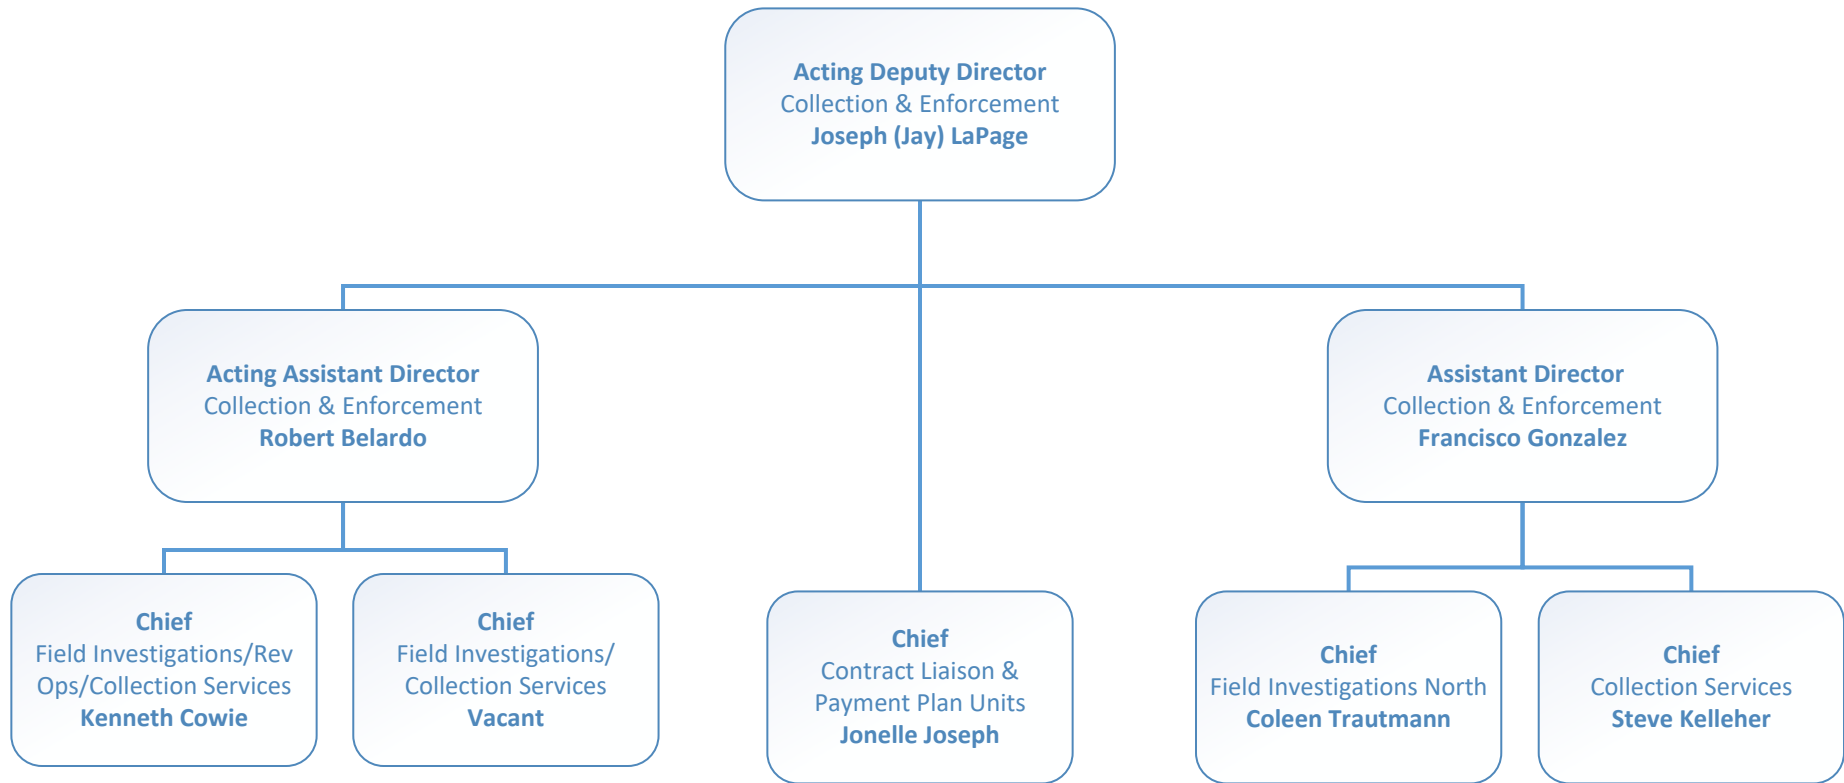 Acting Deputy Director
Collection & Enforcement
Joseph (Jay) LaPage
Acting Assistant Director
Collection & Enforcement
Robert Belardo
Assistant Director
Collection & Enforcement
Francisco Gonzalez
Chief
Field Investigations/Rev
Ops/Collection Services
Kenneth Cowie
Chief
Field Investigations/
Collection Services
Vacant
Chief
Contract Liaison &
Payment Plan Units
Jonelle Joseph
Chief
Field Investigations North
Coleen Trautmann
Chief
Collection Services
Steve Kelleher